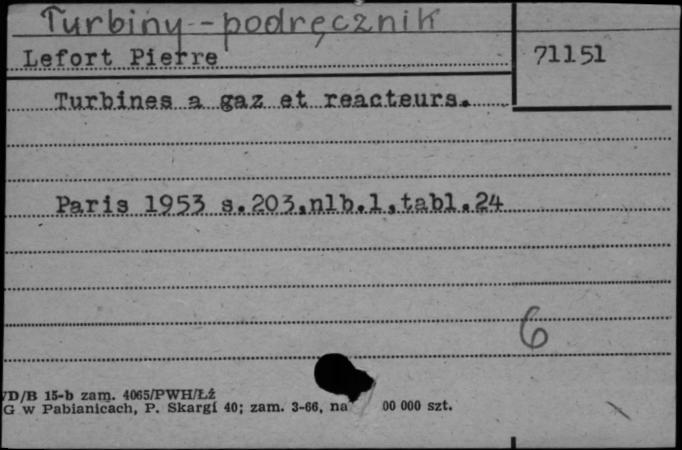 Turbiny - podręcznik
Lefort Pierre
71151
Turbines a gaz et reacteurs.
Paris 1953 s.203,nlb.1,tabl.24
6
/D/B 15-b zam. 4065/PWH/Łż
G w Pabianicach, P. Skargi 40; zam. 3-66, na 00 000 szt.